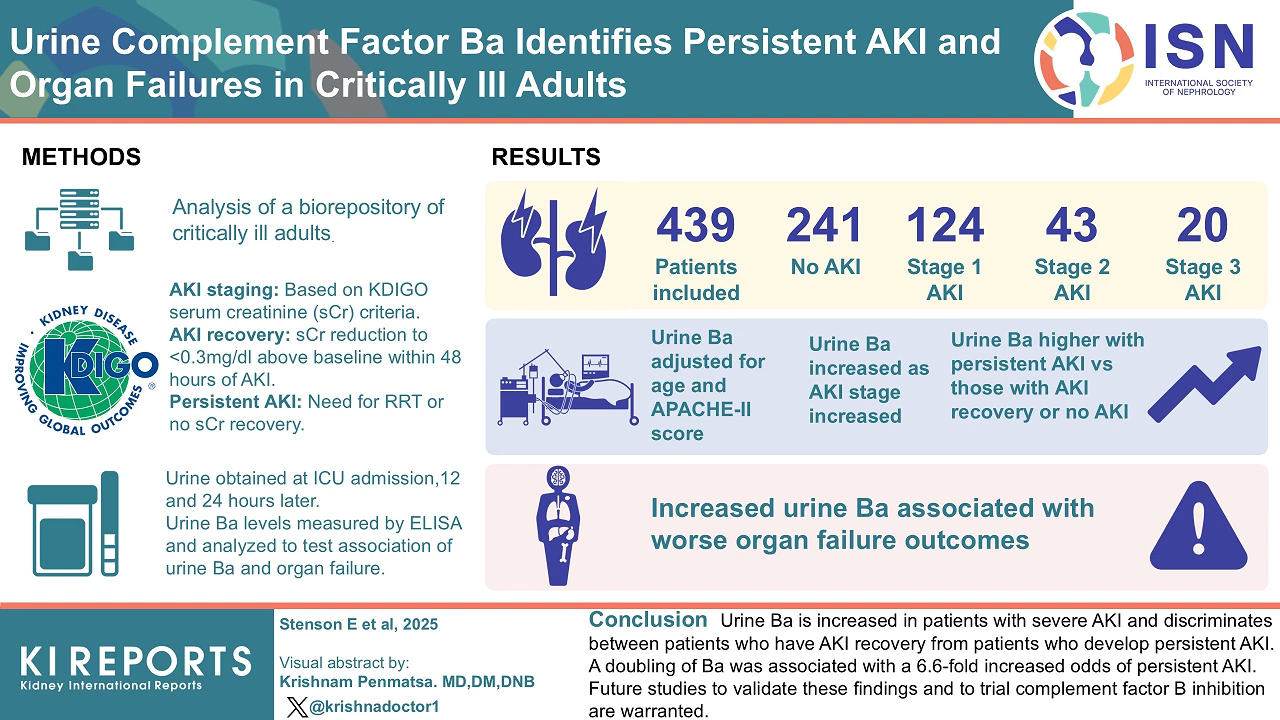 Urine Complement Factor Ba Identifies Persistent AKI and
Organ Failures in Critically Ill Adults
ISN
INTERNATIONAL SOCIETY
OF NEPHROLOGY
METHODS
Analysis of a biorepository of
critically ill adults.
KIDNEY DISEASE
KDIGO
IMPROVING GLOBAL OUTCOMES
®
AKI staging: Based on KDIGO
serum creatinine (sCr) criteria.
AKI recovery: sCr reduction to
<0.3mg/dl above baseline within 48
hours of AKI.
Persistent AKI: Need for RRT or
no sCr recovery.
Urine obtained at ICU admission,12
and 24 hours later.
Urine Ba levels measured by ELISA
and analyzed to test association of
urine Ba and organ failure.
RESULTS
439
Patients
included
241
No AKI
124
Stage 1
AKI
43
Stage 2
AKI
20
Stage 3
AKI
Urine Ba
adjusted for
age and
APACHE-II
score
Urine Ba
increased as
AKI stage
increased
Urine Ba higher with
persistent AKI vs
those with AKI
recovery or no AKI
Increased urine Ba associated with
worse organ failure outcomes
KI REPORTS
Kidney International Reports
Stenson E et al, 2025
Visual abstract by:
Krishnam Penmatsa. MD,DM,DNB
@krishnadoctor1
Conclusion Urine Ba is increased in patients with severe AKI and discriminates
between patients who have AKI recovery from patients who develop persistent AKI.
A doubling of Ba was associated with a 6.6-fold increased odds of persistent AKI.
Future studies to validate these findings and to trial complement factor B inhibition
are warranted.